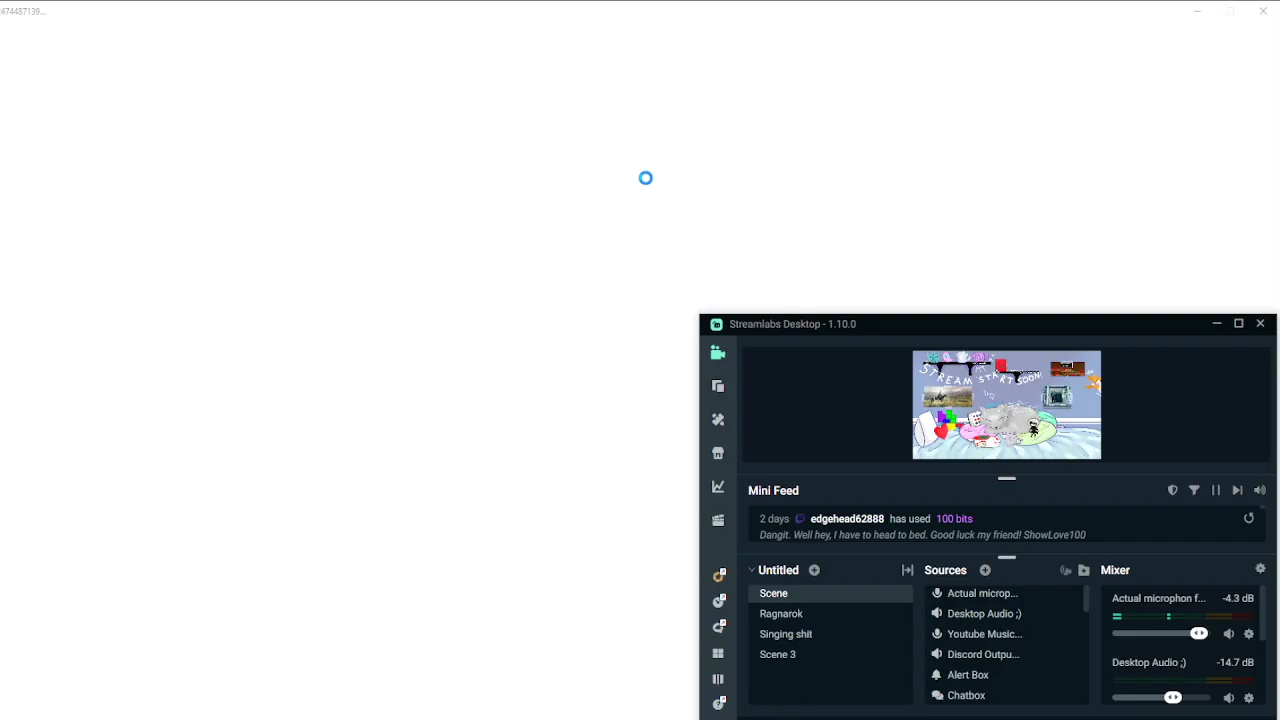 474487139...
Streamlabs Desktop - 1.10.0
STREAM START SOON
Mini Feed
2 days edgehead62888 has used 100 bits
Dangit. Well hey, I have to head to bed. Good luck my friend! ShowLove100
Untitled
Sources
Mixer
Scene
Ragnarok
Singing shit
Scene 3
Actual microp...
Desktop Audio ;)
Youtube Music...
Discord Outpu...
Alert Box
Chatbox
Actual microphon f... -4.3 dB
Desktop Audio ;) -14.7 dB